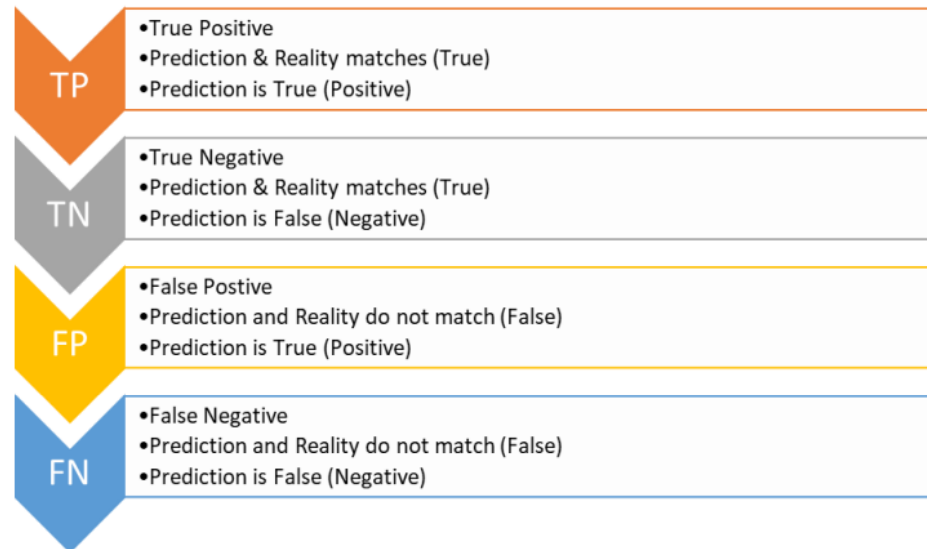 TP
•True Positive
•Prediction & Reality matches (True)
•Prediction is True (Positive)
TN
•True Negative
•Prediction & Reality matches (True)
•Prediction is False (Negative)
FP
•False Postive
•Prediction and Reality do not match (False)
•Prediction is True (Positive)
FN
•False Negative
•Prediction and Reality do not match (False)
•Prediction is False (Negative)